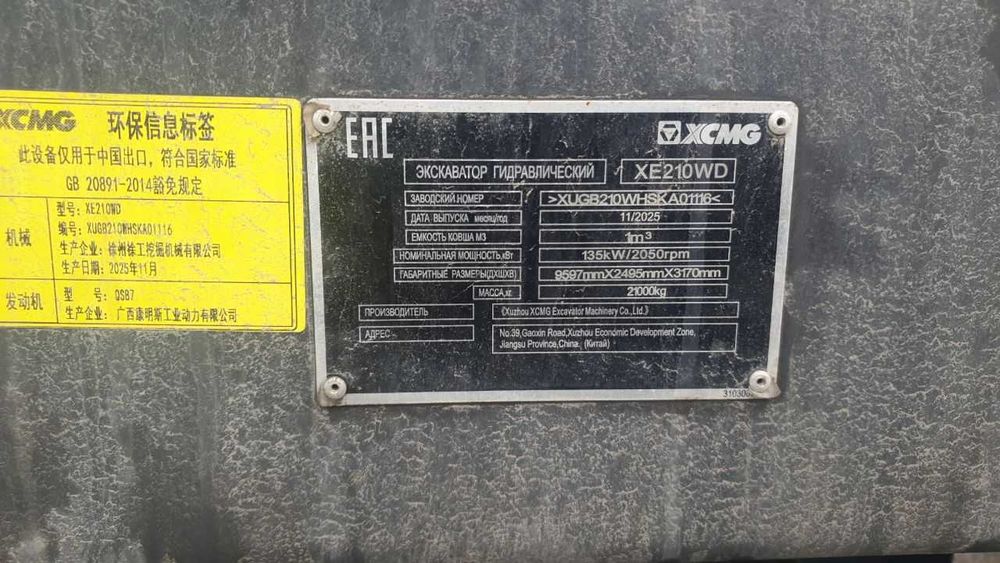 XCMG 环保信息标签
此设备仅用于中国出口，符合国家标准
GB 20891-2014豁免规定
机械
型号：XE210WD
编号：XUGB210WHSKA01116
生产企业：徐州徐工挖掘机械有限公司
生产日期：2025年11月
发动机
型 号：QSB7
生产企业：广西康明斯工业动力有限公司
EAC XCMG
ЭКСКАВАТОР ГИДРАВЛИЧЕСКИЙ XE210WD
ЗАВОДСКИЙ.НОМЕР >XUGB210WHSKA01116<
ДАТА ВЫПУСКА месяц/год 11/2025
ЕМКОСТЬ КОВША М3 1m³
НОМИНАЛЬНАЯ МОЩНОСТЬ,кВт 135kW/2050rpm
ГАБАРИТНЫЕ РАЗМЕРЫ(ДХШХВ) 9597mmX2495mmX3170mm
МАССА,кг. 21000kg
ПРОИЗВОДИТЕЛЬ 《Xuzhou XCMG Excavator Machinery Co.,Ltd.》
АДРЕС No.39,Gaoxin Road,Xuzhou Economic Development Zone,
Jiangsu Province,China. (Китай)